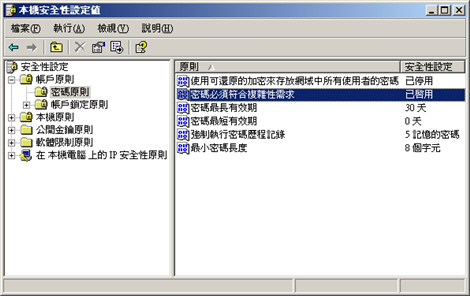 本機安全性設定值
檔案(F) 執行(A) 檢視(V) 說明(H)
安全性設定
帳戶原則
密碼原則
帳戶鎖定原則
本機原則
公開金鑰原則
軟體限制原則
在 本機電腦 上的 IP 安全性原則
原則 安全性設定
使用可還原的加密來存放網域中所有使用者的密碼 已停用
密碼必須符合複雜性需求 已啟用
密碼最長有效期 30 天
密碼最短有效期 0 天
強制執行密碼歷程記錄 5 記憶的密碼
最小密碼長度 8 個字元